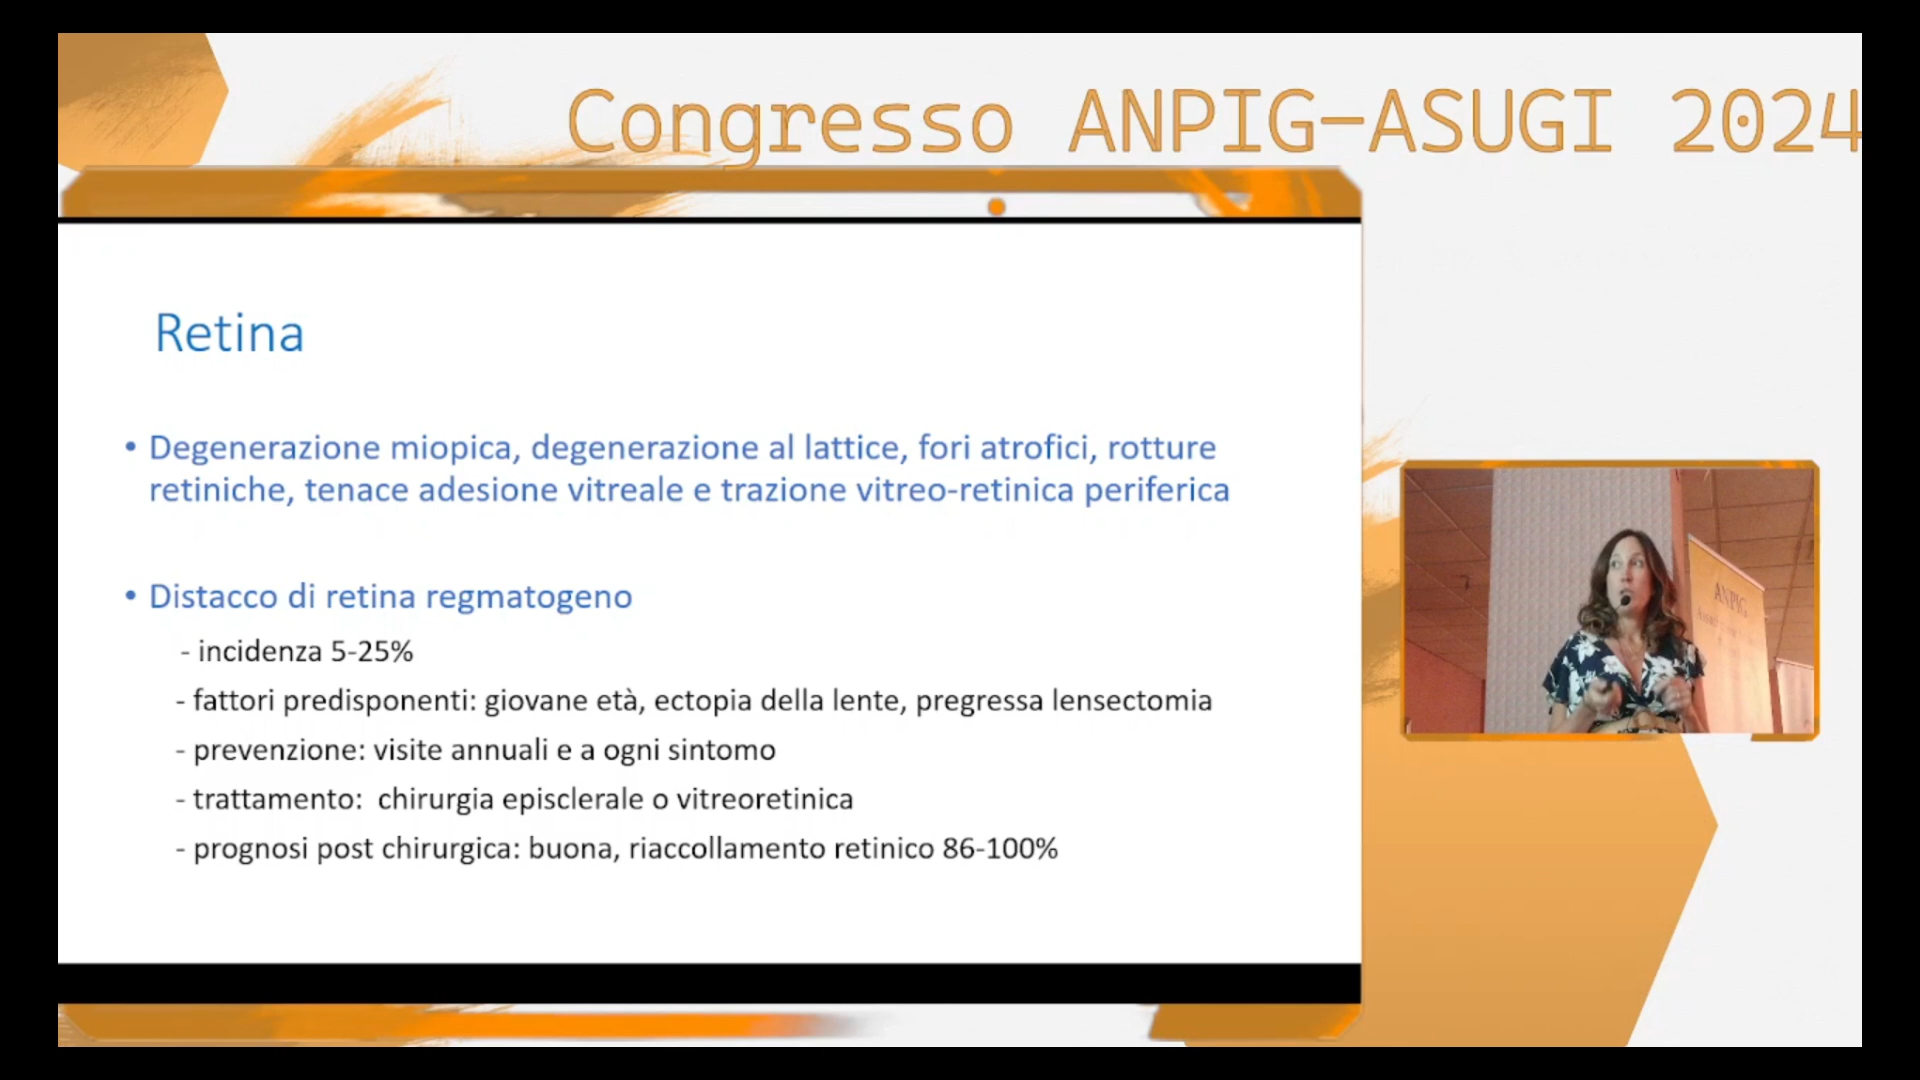 Congresso ANPIG-ASUGI 2024
Retina
• Degenerazione miopica, degenerazione al lattice, fori atrofici, rotture
retiniche, tenace adesione vitreale e trazione vitreo-retinica periferica
• Distacco di retina regmatogeno
- incidenza 5-25%
- fattori predisponenti: giovane età, ectopia della lente, pregressa lensectomia
- prevenzione: visite annuali e a ogni sintomo
- trattamento:  chirurgia episclerale o vitreoretinica
- prognosi post chirurgica: buona, riaccollamento retinico 86-100%
ANPIG